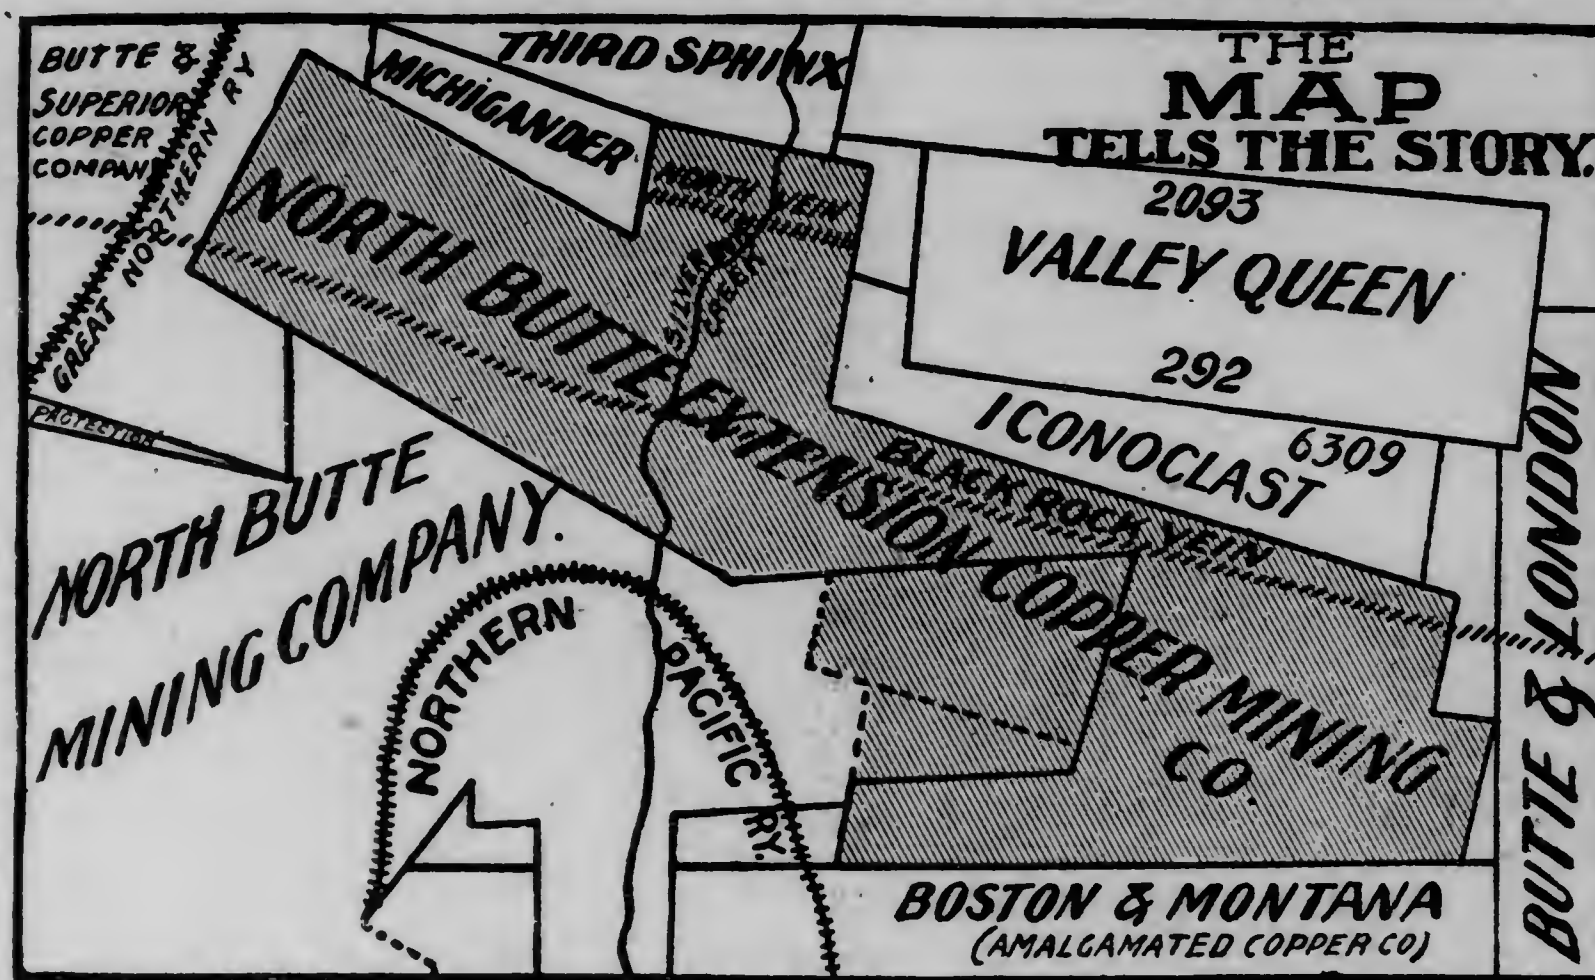 THE
MAP
TELLS THE STORY.
BUTTE &
SUPERIOR
COPPER
COMPANY
GREAT NORTHERN RY
THIRD SPHINX
MICHIGANDER
NORTH VEIN
SILVER BOW
CREEK
2093
VALLEY QUEEN
292
ICONOCLAST
6309
NORTH BUTTE EXTENSION COPPER MINING
CO.
BLACK ROCK VEIN
PROTECTION
NORTH BUTTE
MINING COMPANY.
NORTHERN PACIFIC RY.
BOSTON & MONTANA
(AMALGAMATED COPPER CO)
BUTTE & LONDON